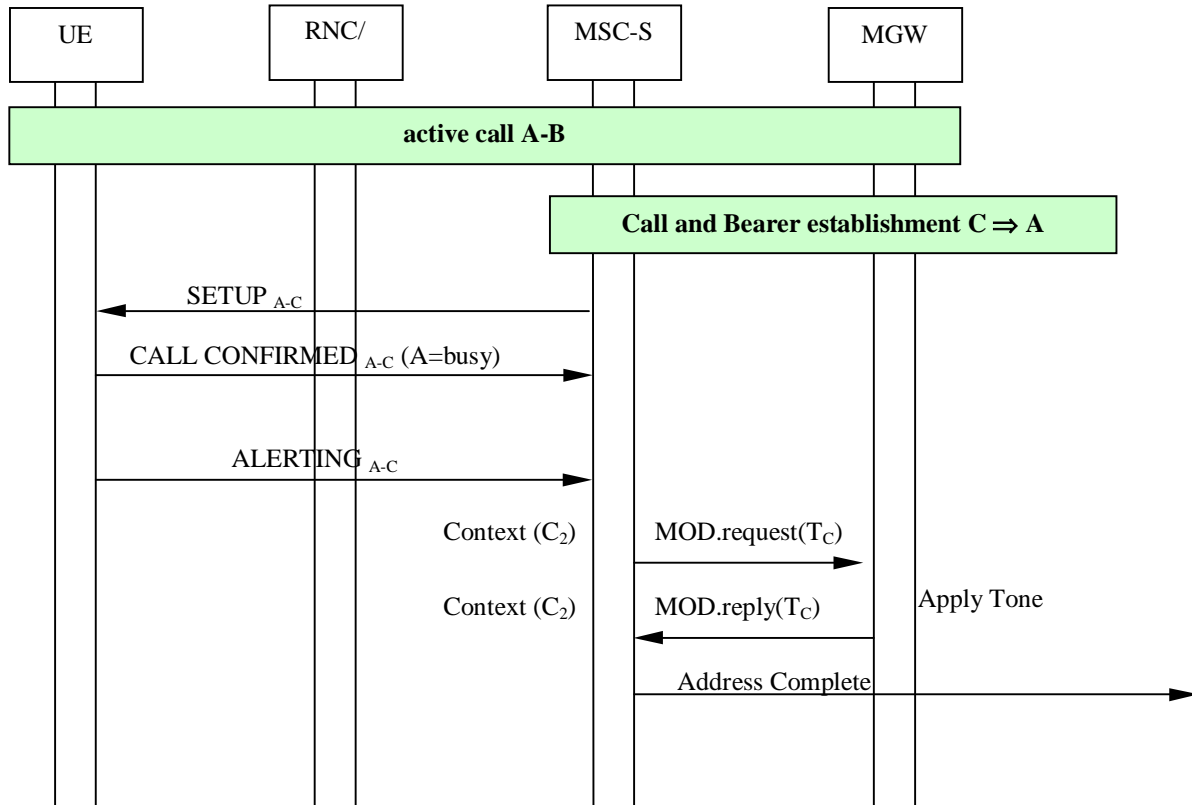 UE
RNC/
MSC-S
MGW
active call A-B
Call and Bearer establishment C ⇒ A
SETUP A-C
CALL CONFIRMED A-C (A=busy)
ALERTING A-C
Context (C2)
MOD.request(TC)
Context (C2)
MOD.reply(TC)
Apply Tone
Address Complete